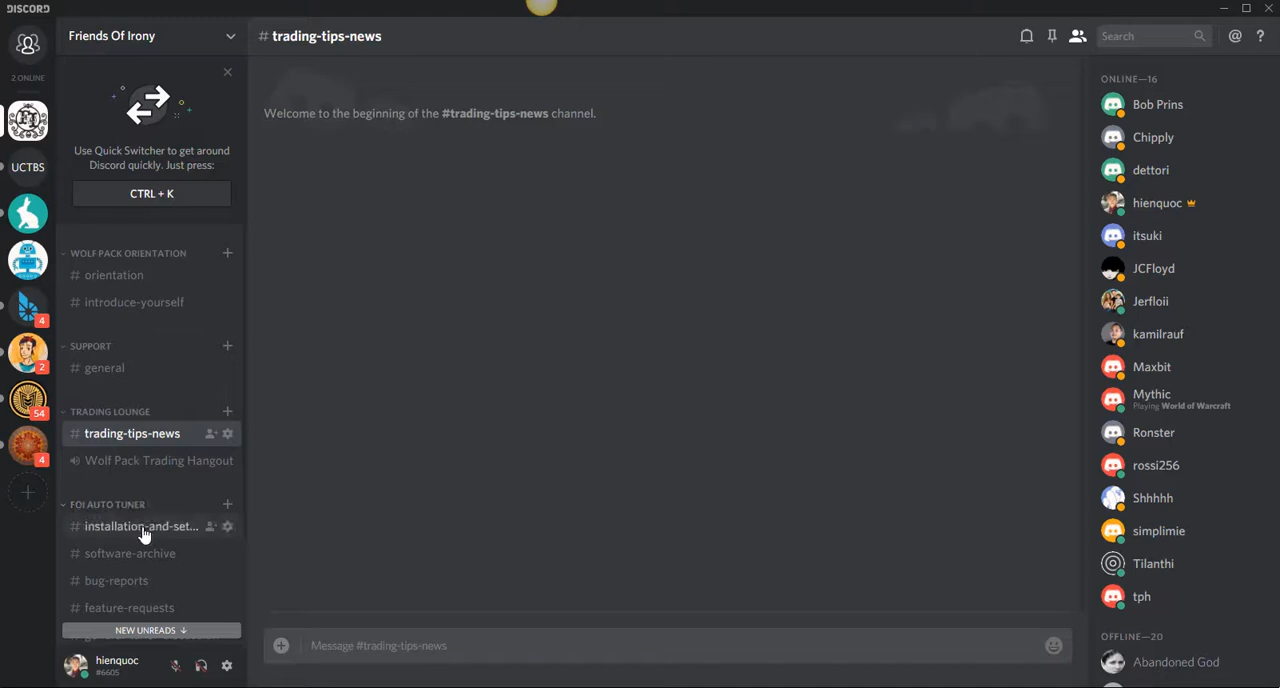 DISCORD
Friends Of Irony
# trading-tips-news
Search
2 ONLINE
Use Quick Switcher to get around
Discord quickly. Just press:
CTRL + K
UCTBS
4
2
54
4
WOLF PACK ORIENTATION
# orientation
# introduce-yourself
SUPPORT
# general
TRADING LOUNGE
# trading-tips-news
Wolf Pack Trading Hangout
FOI AUTO TUNER
# installation-and-set...
# software-archive
# bug-reports
# feature-requests
NEW UNREADS ↓
hienquoc
#6605
Welcome to the beginning of the #trading-tips-news channel.
Message #trading-tips-news
ONLINE—16
Bob Prins
Chipply
dettori
hienquoc
itsuki
JCFloyd
Jerfloii
kamilrauf
Maxbit
Mythic
Playing World of Warcraft
Ronster
rossi256
Shhhhh
simplimie
Tilanthi
tph
OFFLINE—20
Abandoned God